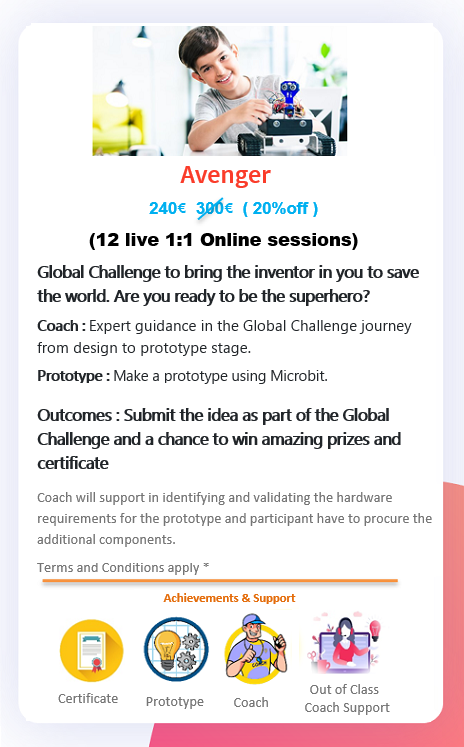 Avenger
240€ 300€ ( 20%off )
(12 live 1:1 Online sessions)
Global Challenge to bring the inventor in you to save
the world. Are you ready to be the superhero?
Coach : Expert guidance in the Global Challenge journey
from design to prototype stage.
Prototype : Make a prototype using Microbit.
Outcomes : Submit the idea as part of the Global
Challenge and a chance to win amazing prizes and
certificate
Coach will support in identifying and validating the hardware
requirements for the prototype and participant have to procure the
additional components.
Terms and Conditions apply *
Achievements & Support
COACH
Certificate
Prototype
Coach
Out of Class
Coach Support